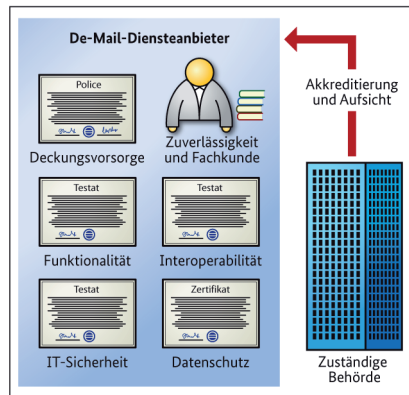 De-Mail-Diensteanbieter
Police
Deckungsvorsorge
Zuverlässigkeit
und Fachkunde
Testat
Funktionalität
Testat
Interoperabilität
Testat
IT-Sicherheit
Zertifikat
Datenschutz
Akkreditierung
und Aufsicht
Zuständige
Behörde